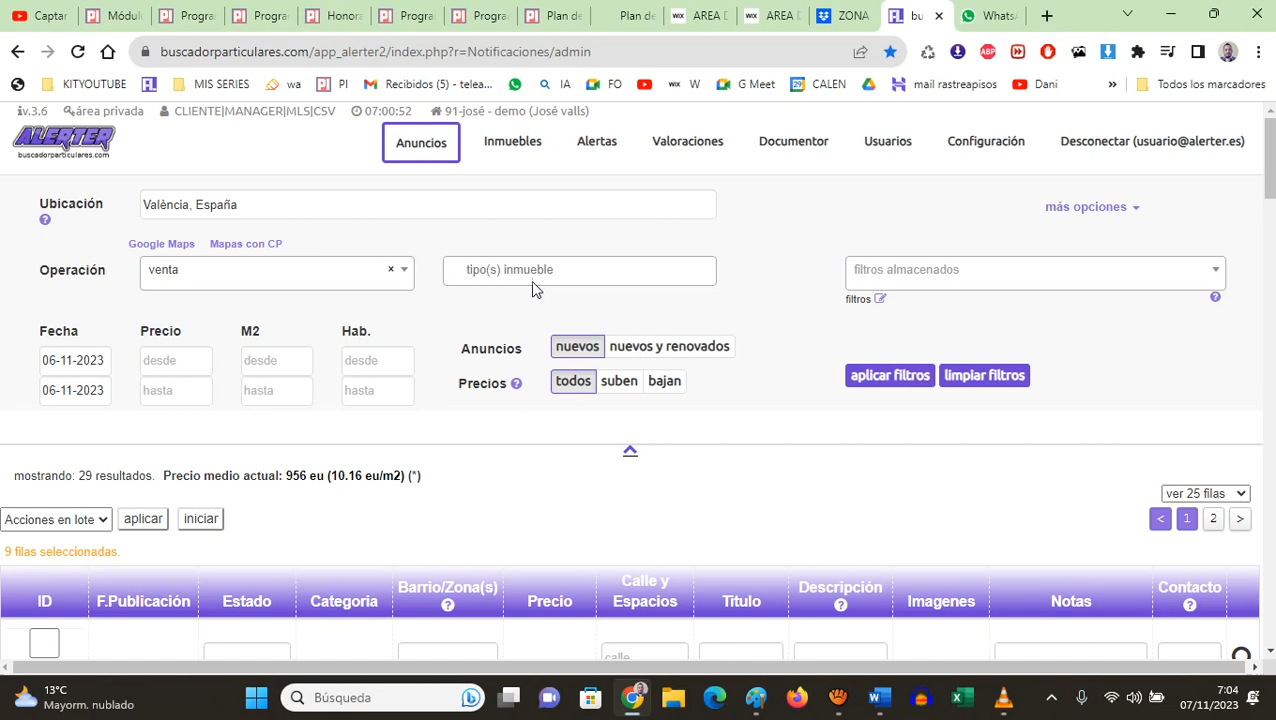 Captar Módul Progra Progra Honora Progra Progra Plan de Plan de WIX AREA D WIX AREA D ZONA bu × WhatsA
buscadorparticulares.com/app_alerter2/index.php?r=Notificaciones/admin
KITYOUTUBE MIS SERIES wa PI Recibidos (5) - telea... IA FO WIX W G Meet CALEN mail rastreapisos Dani » Todos los marcadores
v.3.6 área privada CLIENTE|MANAGER|MLS|CSV 07:00:52 91-josé - demo (José valls)
ALERTER
buscadorparticulares.com
Anuncios Inmuebles Alertas Valoraciones Documentor Usuarios Configuración Desconectar (usuario@alerter.es)
Ubicación València, España más opciones
Google Maps Mapas con CP
Operación venta × tipo(s) inmueble filtros almacenados
filtros
Fecha Precio M2 Hab.
Anuncios nuevos nuevos y renovados
06-11-2023 desde desde desde
Precios todos suben bajan aplicar filtros limpiar filtros
06-11-2023 hasta hasta hasta
mostrando: 29 resultados. Precio medio actual: 956 eu (10.16 eu/m2) (*)
ver 25 filas
Acciones en lote aplicar iniciar < 1 2 >
9 filas seleccionadas.
ID F.Publicación Estado Categoria Barrio/Zona(s) Precio Calle y Espacios Titulo Descripción Imagenes Notas Contacto
calle
13°C
Mayorm. nublado
Búsqueda
7:04
07/11/2023